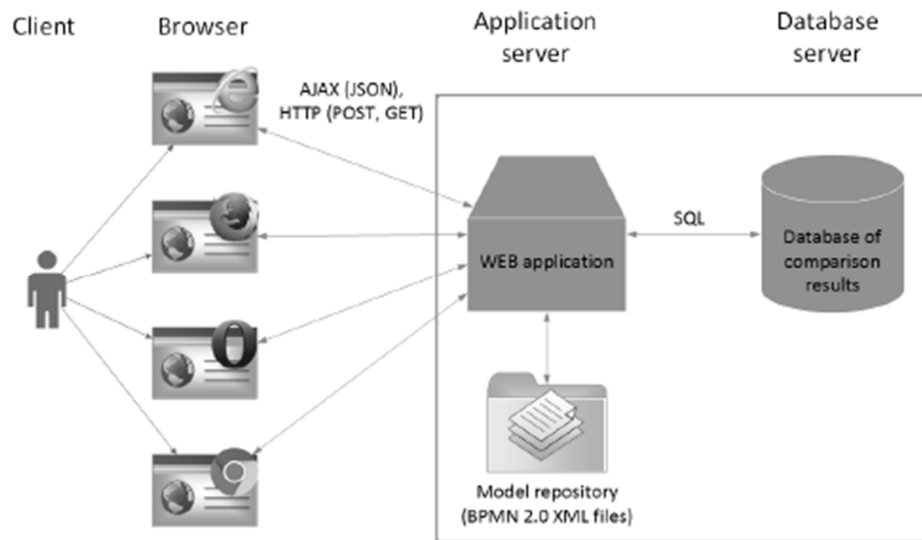 Client
Browser
Application
server
Database
server
AJAX (JSON),
HTTP (POST, GET)
WEB application
SQL
Database of
comparison
results
Model repository
(BPMN 2.0 XML files)